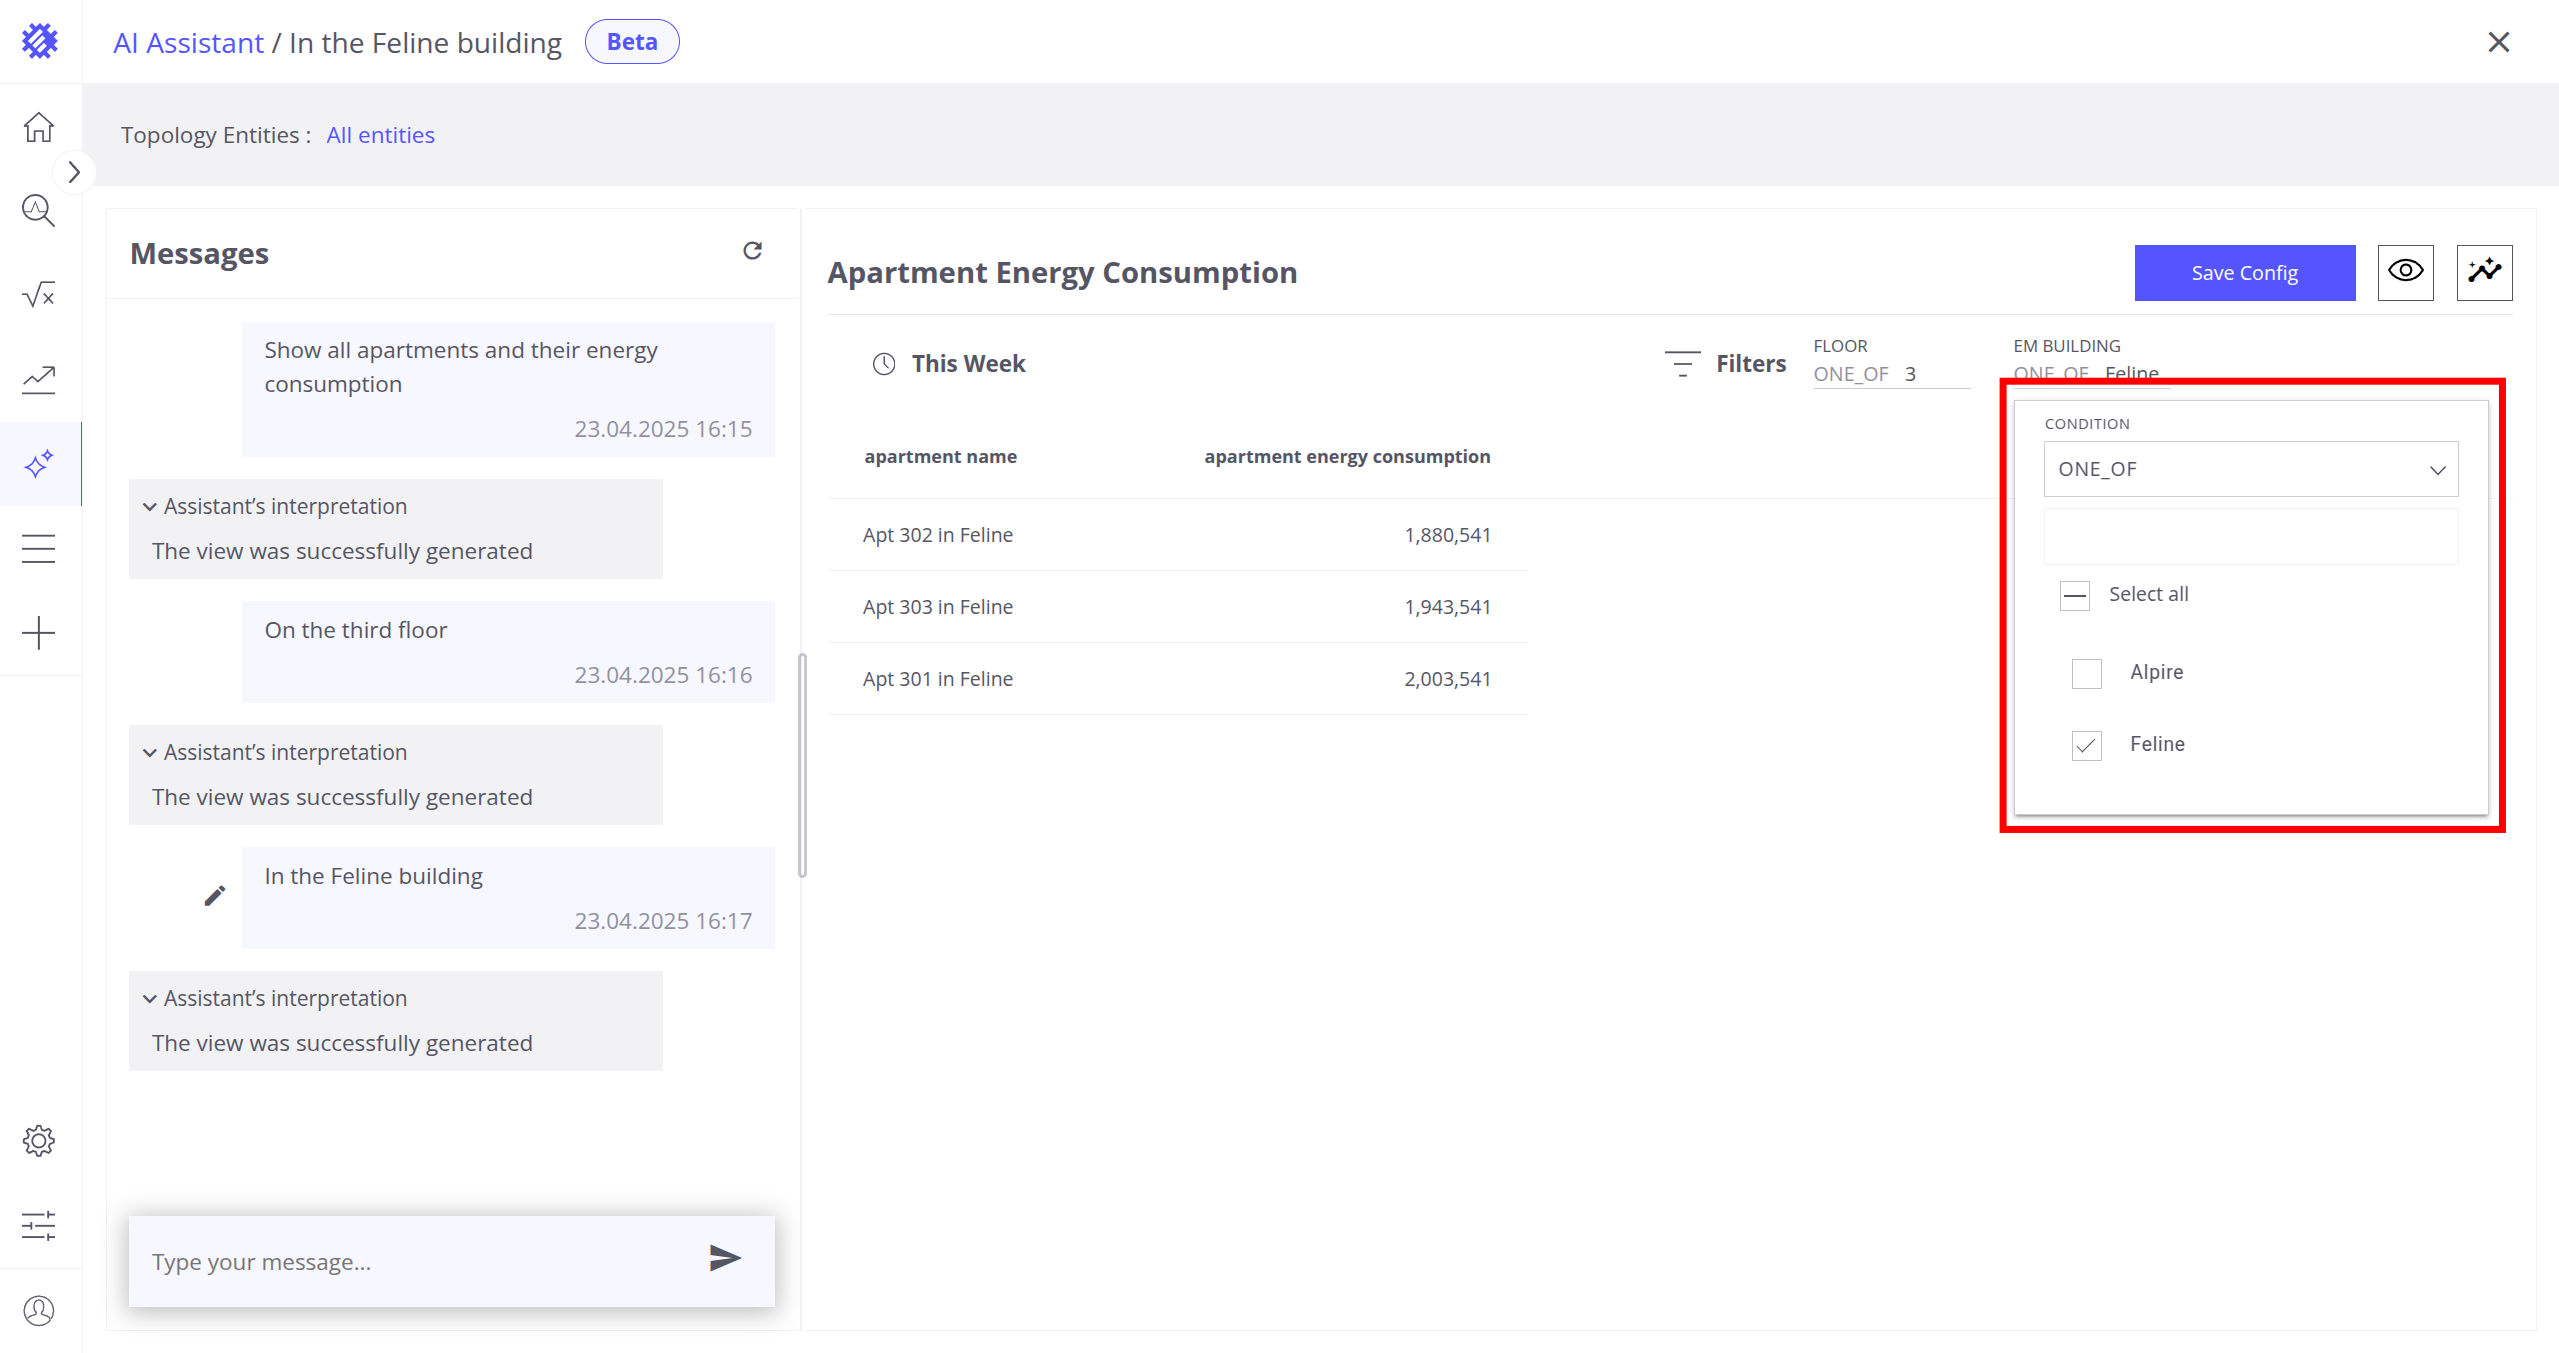 AI Assistant / In the Feline building
Beta
Topology Entities : All entities
Messages
Show all apartments and their energy
consumption
23.04.2025 16:15
Assistant’s interpretation
The view was successfully generated
On the third floor
23.04.2025 16:16
Assistant’s interpretation
The view was successfully generated
In the Feline building
23.04.2025 16:17
Assistant’s interpretation
The view was successfully generated
Type your message...
Apartment Energy Consumption
Save Config
This Week
Filters
FLOOR
ONE_OF 3
EM BUILDING
ONE_OF Feline
apartment name apartment energy consumption
Apt 302 in Feline 1,880,541
Apt 303 in Feline 1,943,541
Apt 301 in Feline 2,003,541
CONDITION
ONE_OF
Select all
Alpire
Feline